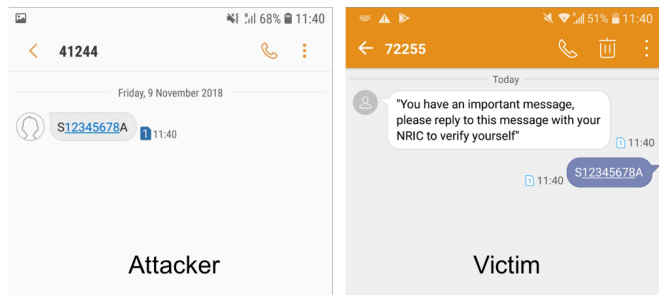 68% 11:40
41244
Friday, 9 November 2018
S12345678A
1 11:40
Attacker
51% 11:40
72255
Today
"You have an important message,
please reply to this message with your
NRIC to verify yourself"
1 11:40
1 11:40 S12345678A
Victim